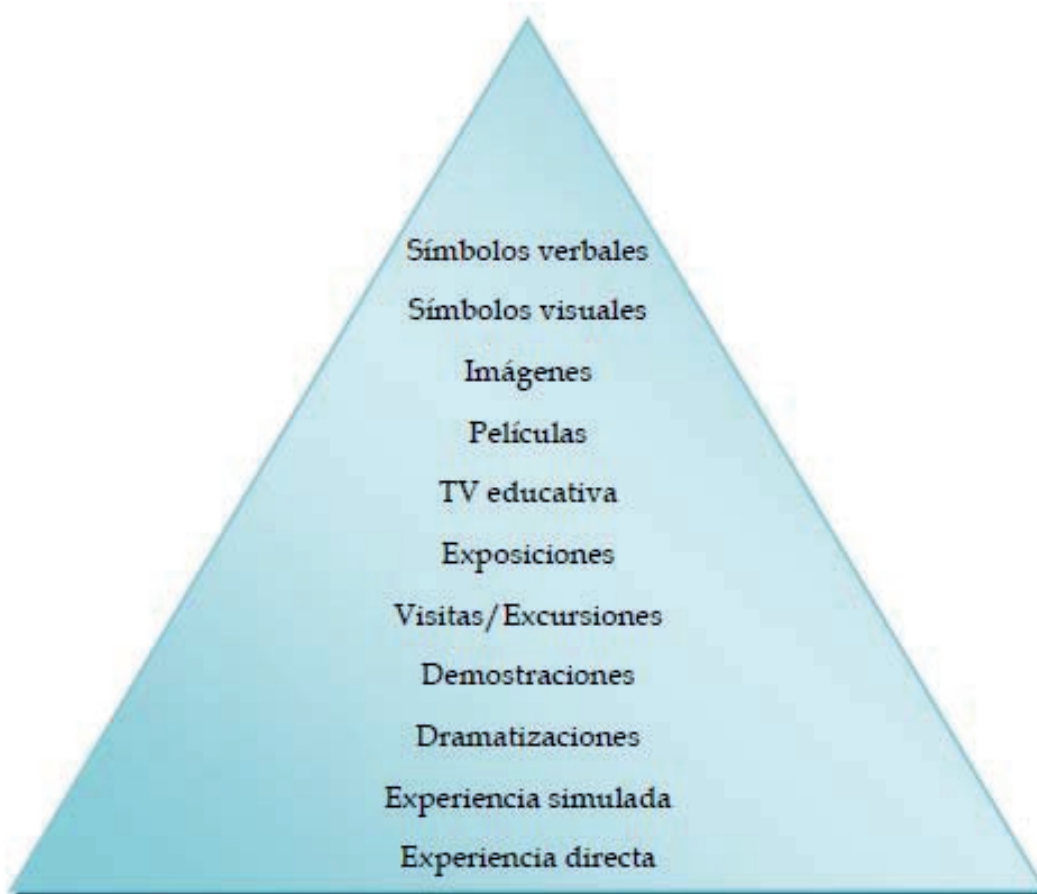 Símbolos verbales
Símbolos visuales
Imágenes
Películas
TV educativa
Exposiciones
Visitas/Excursiones
Demostraciones
Dramatizaciones
Experiencia simulada
Experiencia directa